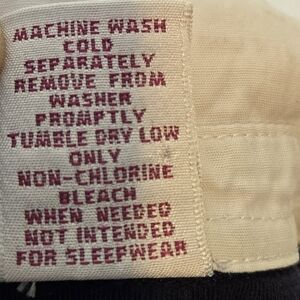 MACHINE WASH
COLD
SEPARATELY
REMOVE FROM
WASHER
PROMPTLY
TUMBLE DRY LOW
ONLY
NON-CHLORINE
BLEACH
WHEN NEEDED
NOT INTENDED
FOR SLEEPWEAR